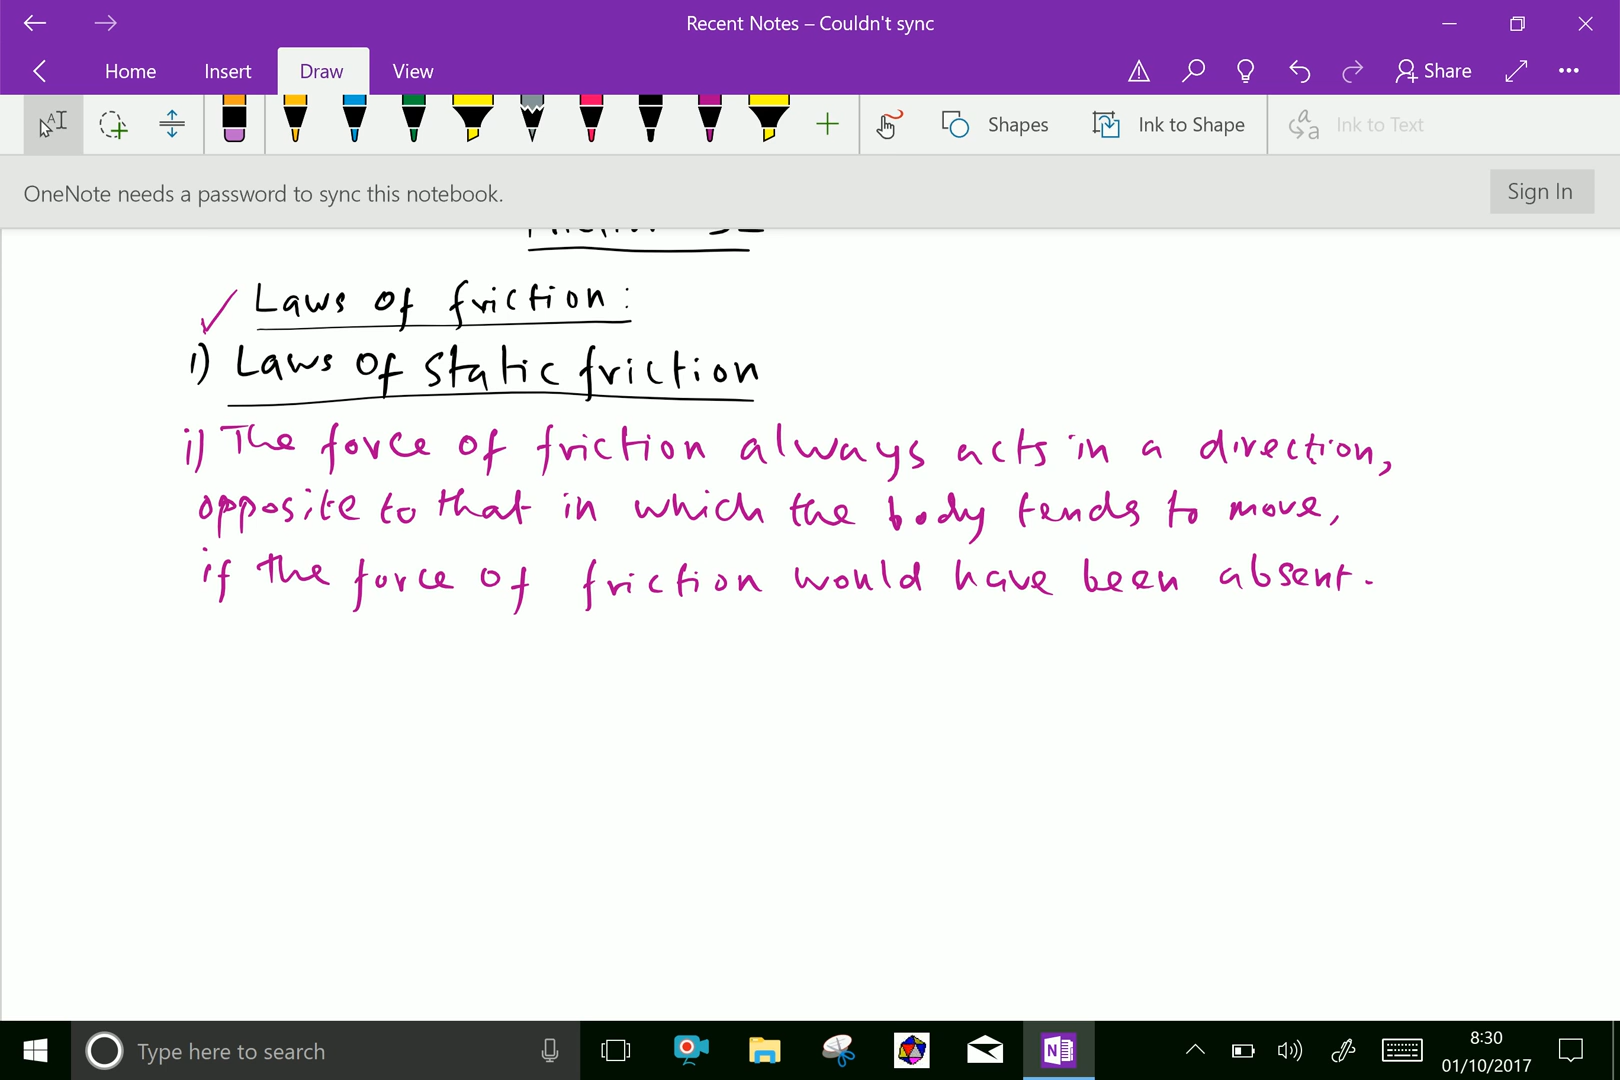 Recent Notes – Couldn't sync
Home Insert Draw View Share
Shapes Ink to Shape Ink to Text
OneNote needs a password to sync this notebook. Sign In
Laws of friction:
1) Laws of static friction
i) The force of friction always acts in a direction,
opposite to that in which the body tends to move,
if the force of friction would have been absent.
Type here to search
8:30
01/10/2017